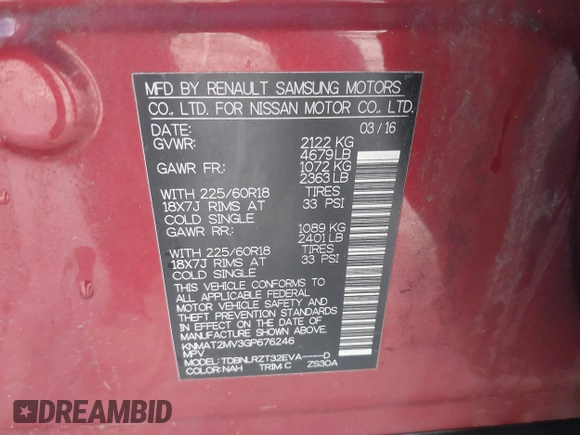 MFD BY RENAULT SAMSUNG MOTORS
CO., LTD. FOR NISSAN MOTOR CO., LTD.
DATE: 03 / 16
GVWR: 2122 KG
4679 LB
GAWR FR: 1072 KG
2363 LB
WITH 225/60R18 TIRES
18X7J RIMS AT 33 PSI
COLD SINGLE
GAWR RR: 1089 KG
2401 LB
WITH 225/60R18 TIRES
18X7J RIMS AT 33 PSI
COLD SINGLE
THIS VEHICLE CONFORMS TO
ALL APPLICABLE FEDERAL
MOTOR VEHICLE SAFETY AND
THEFT PREVENTION STANDARDS
IN EFFECT ON THE DATE OF
MANUFACTURE SHOWN ABOVE.
KNMAT2MV3GP676246
MPV
MODEL: TDBNLRZT32EVA----D
COLOR: NAH TRIM: C ZS30A
DREAMBID